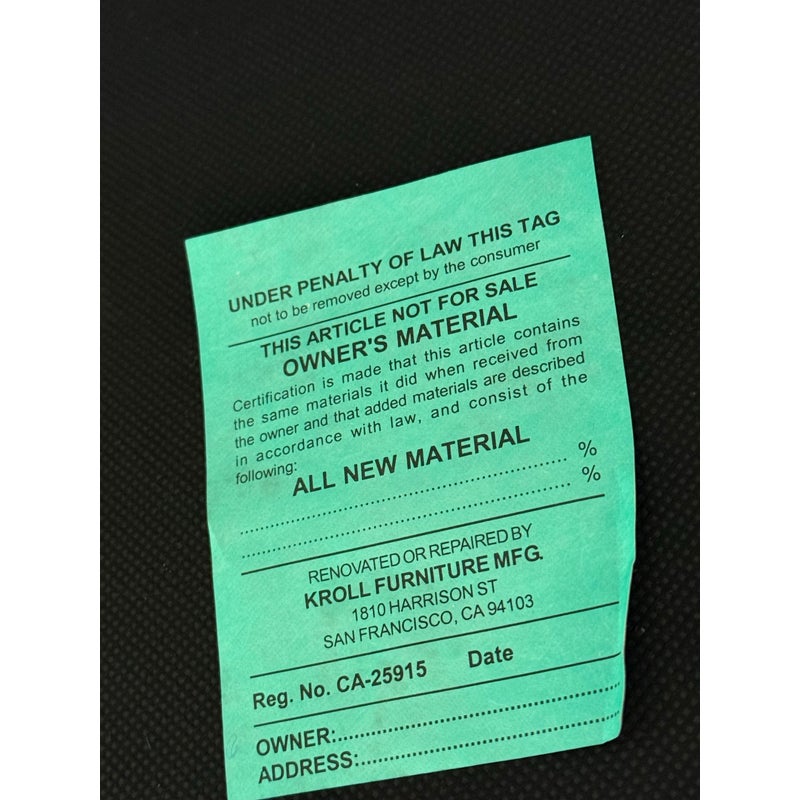 UNDER PENALTY OF LAW THIS TAG
not to be removed except by the consumer
THIS ARTICLE NOT FOR SALE
OWNER'S MATERIAL
Certification is made that this article contains
the same materials it did when received from
the owner and that added materials are described
in accordance with law, and consist of the
following:
ALL NEW MATERIAL
.................................................. %
.................................................. %
RENOVATED OR REPAIRED BY
KROLL FURNITURE MFG.
1810 HARRISON ST
SAN FRANCISCO, CA 94103
Reg. No. CA-25915 Date
OWNER:..................................................
ADDRESS:..................................................